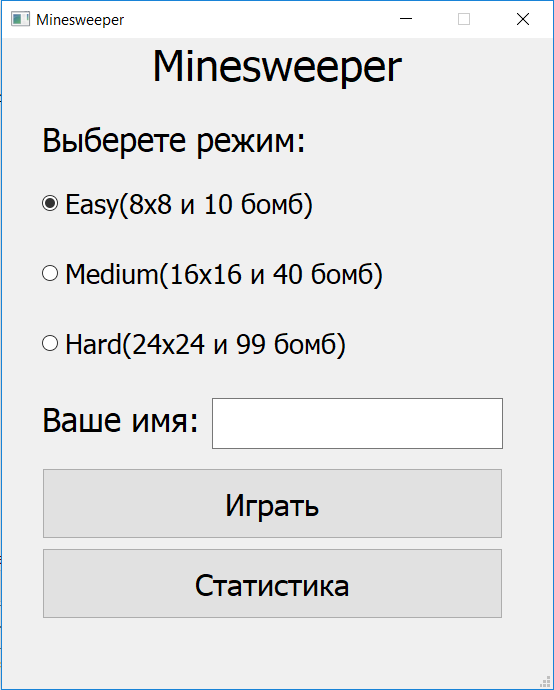 Minesweeper
Minesweeper
Выберете режим:
Easy(8x8 и 10 бомб)
Medium(16x16 и 40 бомб)
Hard(24x24 и 99 бомб)
Ваше имя:
Играть
Статистика